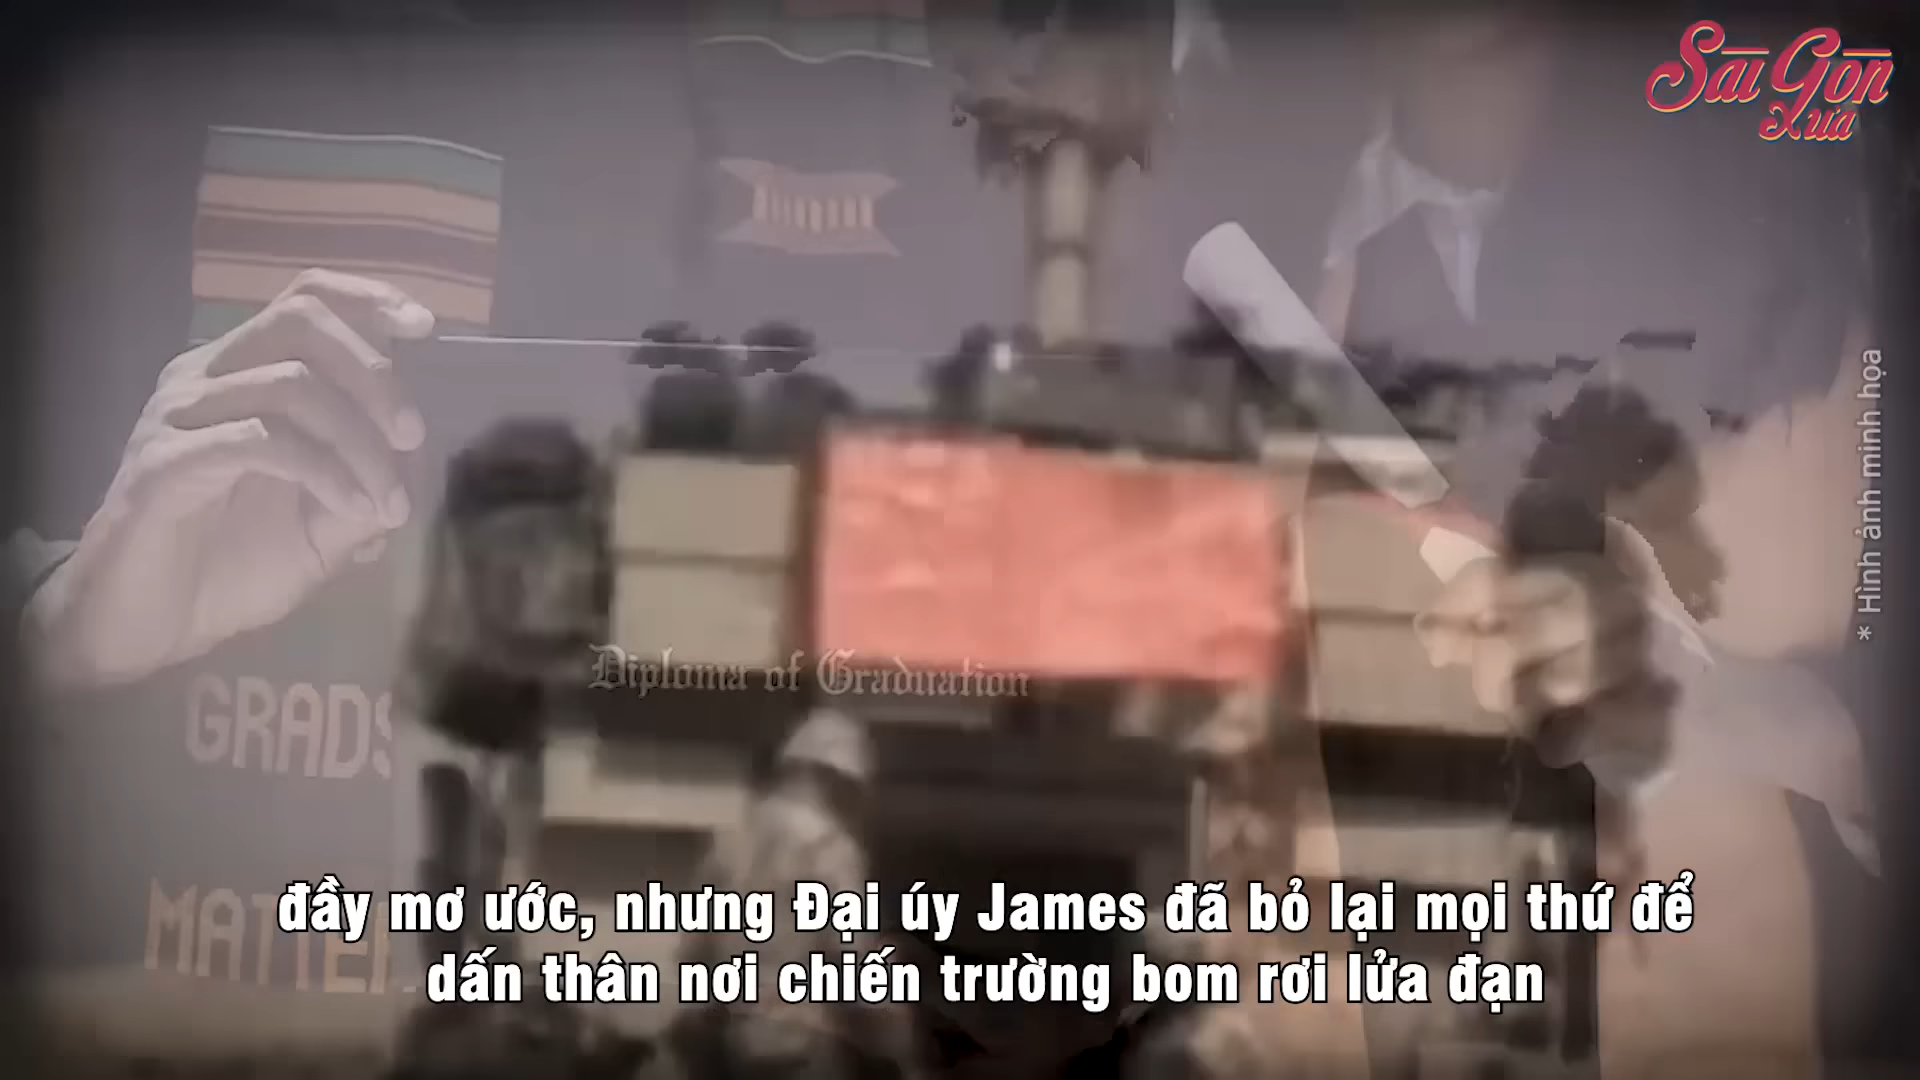 Sài Gòn
Xưa
* Hình ảnh minh họa
Diploma of Graduation
GRADS
đầy mơ ước, nhưng Đại úy James đã bỏ lại mọi thứ để
dấn thân nơi chiến trường bom rơi lửa đạn